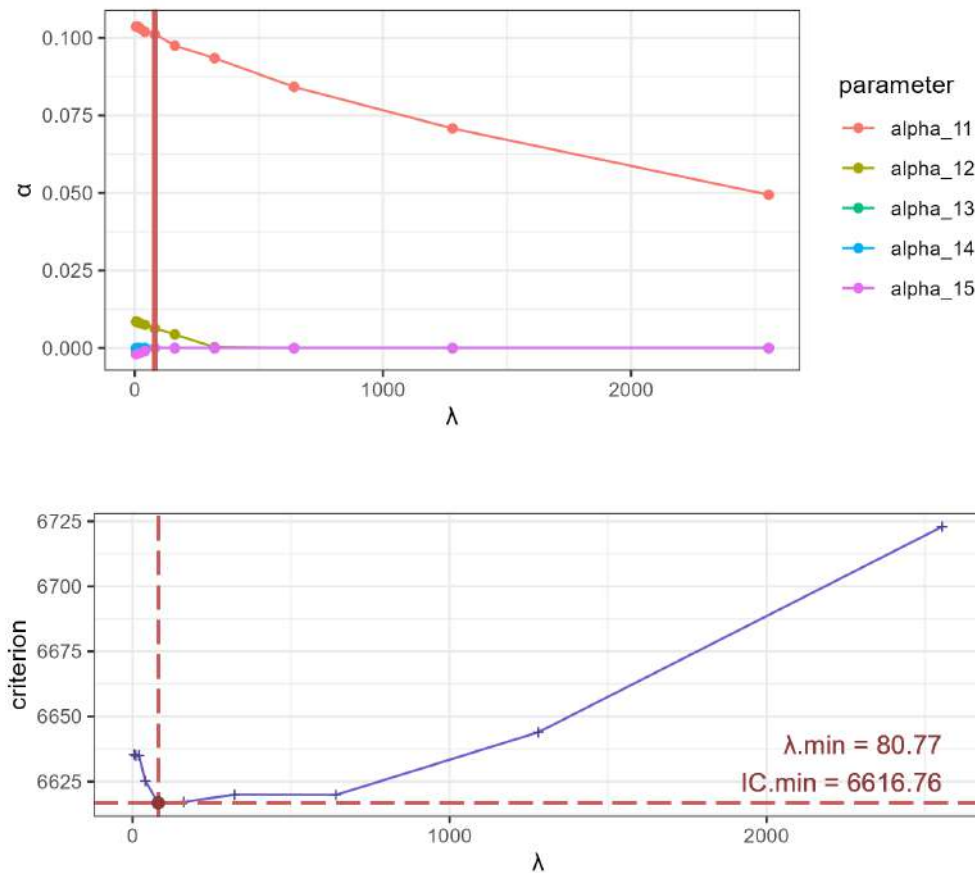 0.100
0.075
0.050
0.025
0.000
α
0
1000
2000
λ
parameter
alpha_11
alpha_12
alpha_13
alpha_14
alpha_15
6725
6700
6675
6650
6625
criterion
λ.min = 80.77
IC.min = 6616.76
0
1000
2000
λ